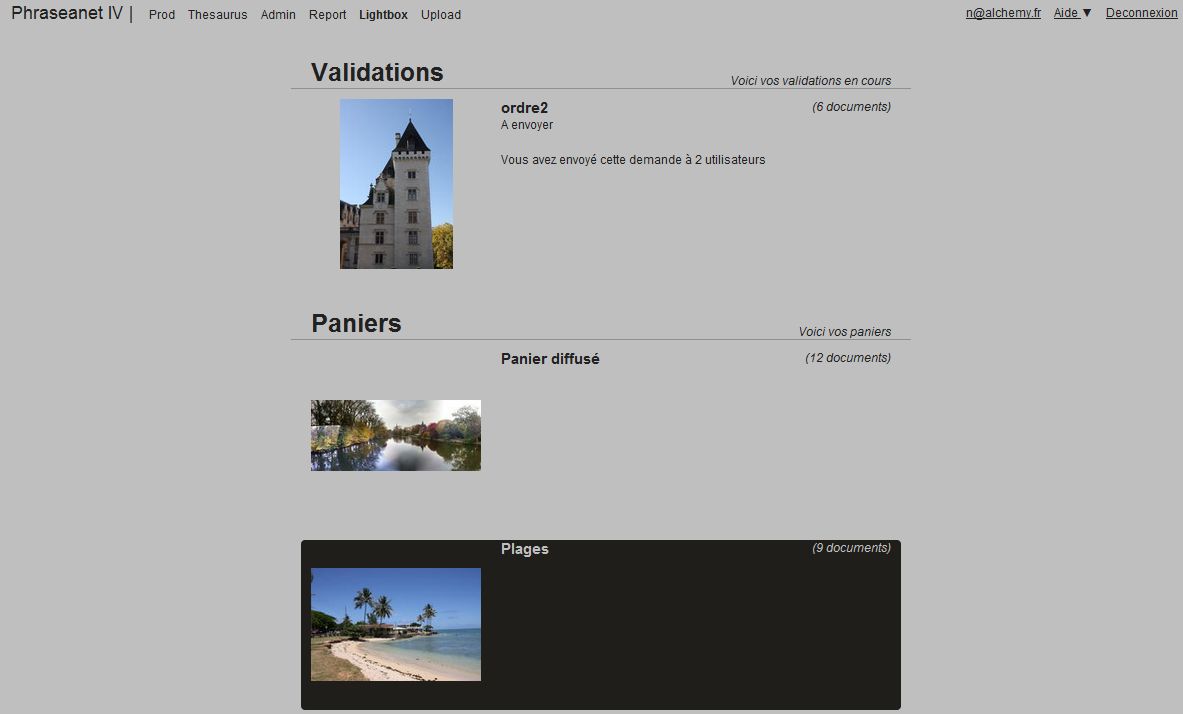 Phraseanet IV | Prod Thesaurus Admin Report Lightbox Upload n@alchemy.fr Aide ▼ Deconnexion
Validations Voici vos validations en cours
ordre2 (6 documents)
A envoyer
Vous avez envoyé cette demande à 2 utilisateurs
Paniers Voici vos paniers
Panier diffusé (12 documents)
Plages (9 documents)